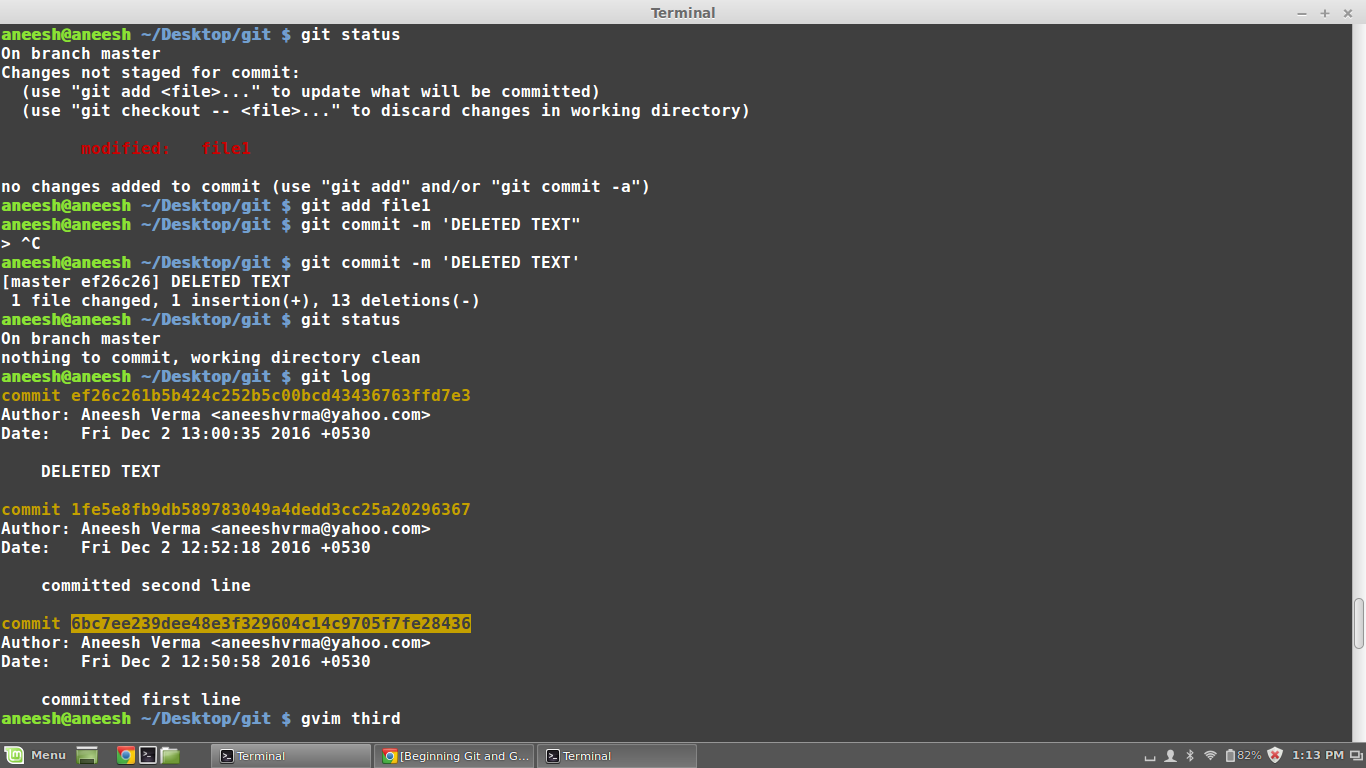 Terminal
aneesh@aneesh ~/Desktop/git $ git status
On branch master
Changes not staged for commit:
  (use "git add <file>..." to update what will be committed)
  (use "git checkout -- <file>..." to discard changes in working directory)
        modified:   file1
no changes added to commit (use "git add" and/or "git commit -a")
aneesh@aneesh ~/Desktop/git $ git add file1
aneesh@aneesh ~/Desktop/git $ git commit -m 'DELETED TEXT"
> ^C
aneesh@aneesh ~/Desktop/git $ git commit -m 'DELETED TEXT'
[master ef26c26] DELETED TEXT
 1 file changed, 1 insertion(+), 13 deletions(-)
aneesh@aneesh ~/Desktop/git $ git status
On branch master
nothing to commit, working directory clean
aneesh@aneesh ~/Desktop/git $ git log
commit ef26c261b5b424c252b5c00bcd43436763ffd7e3
Author: Aneesh Verma <aneeshvrma@yahoo.com>
Date:   Fri Dec 2 13:00:35 2016 +0530
    DELETED TEXT
commit 1fe5e8fb9db589783049a4dedd3cc25a20296367
Author: Aneesh Verma <aneeshvrma@yahoo.com>
Date:   Fri Dec 2 12:52:18 2016 +0530
    committed second line
commit 6bc7ee239dee48e3f329604c14c9705f7fe28436
Author: Aneesh Verma <aneeshvrma@yahoo.com>
Date:   Fri Dec 2 12:50:58 2016 +0530
    committed first line
aneesh@aneesh ~/Desktop/git $ gvim third
Menu Terminal [Beginning Git and G... Terminal 82% 1:13 PM